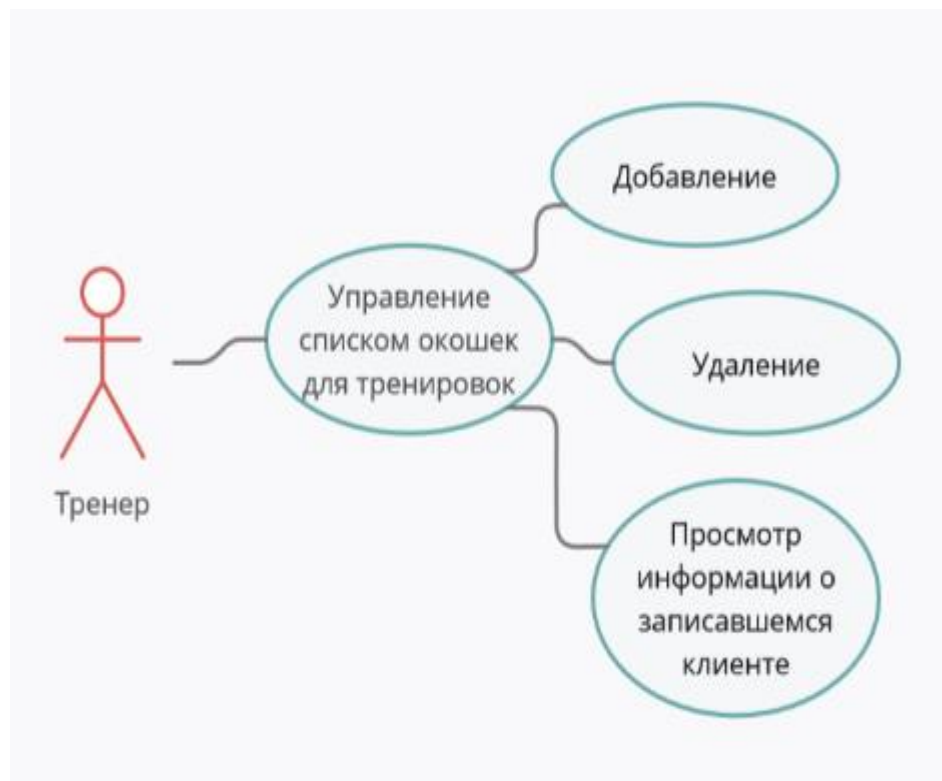 Добавление
Управление
списком окошек
для тренировок
Удаление
Тренер
Просмотр
информации о
записавшемся
клиенте